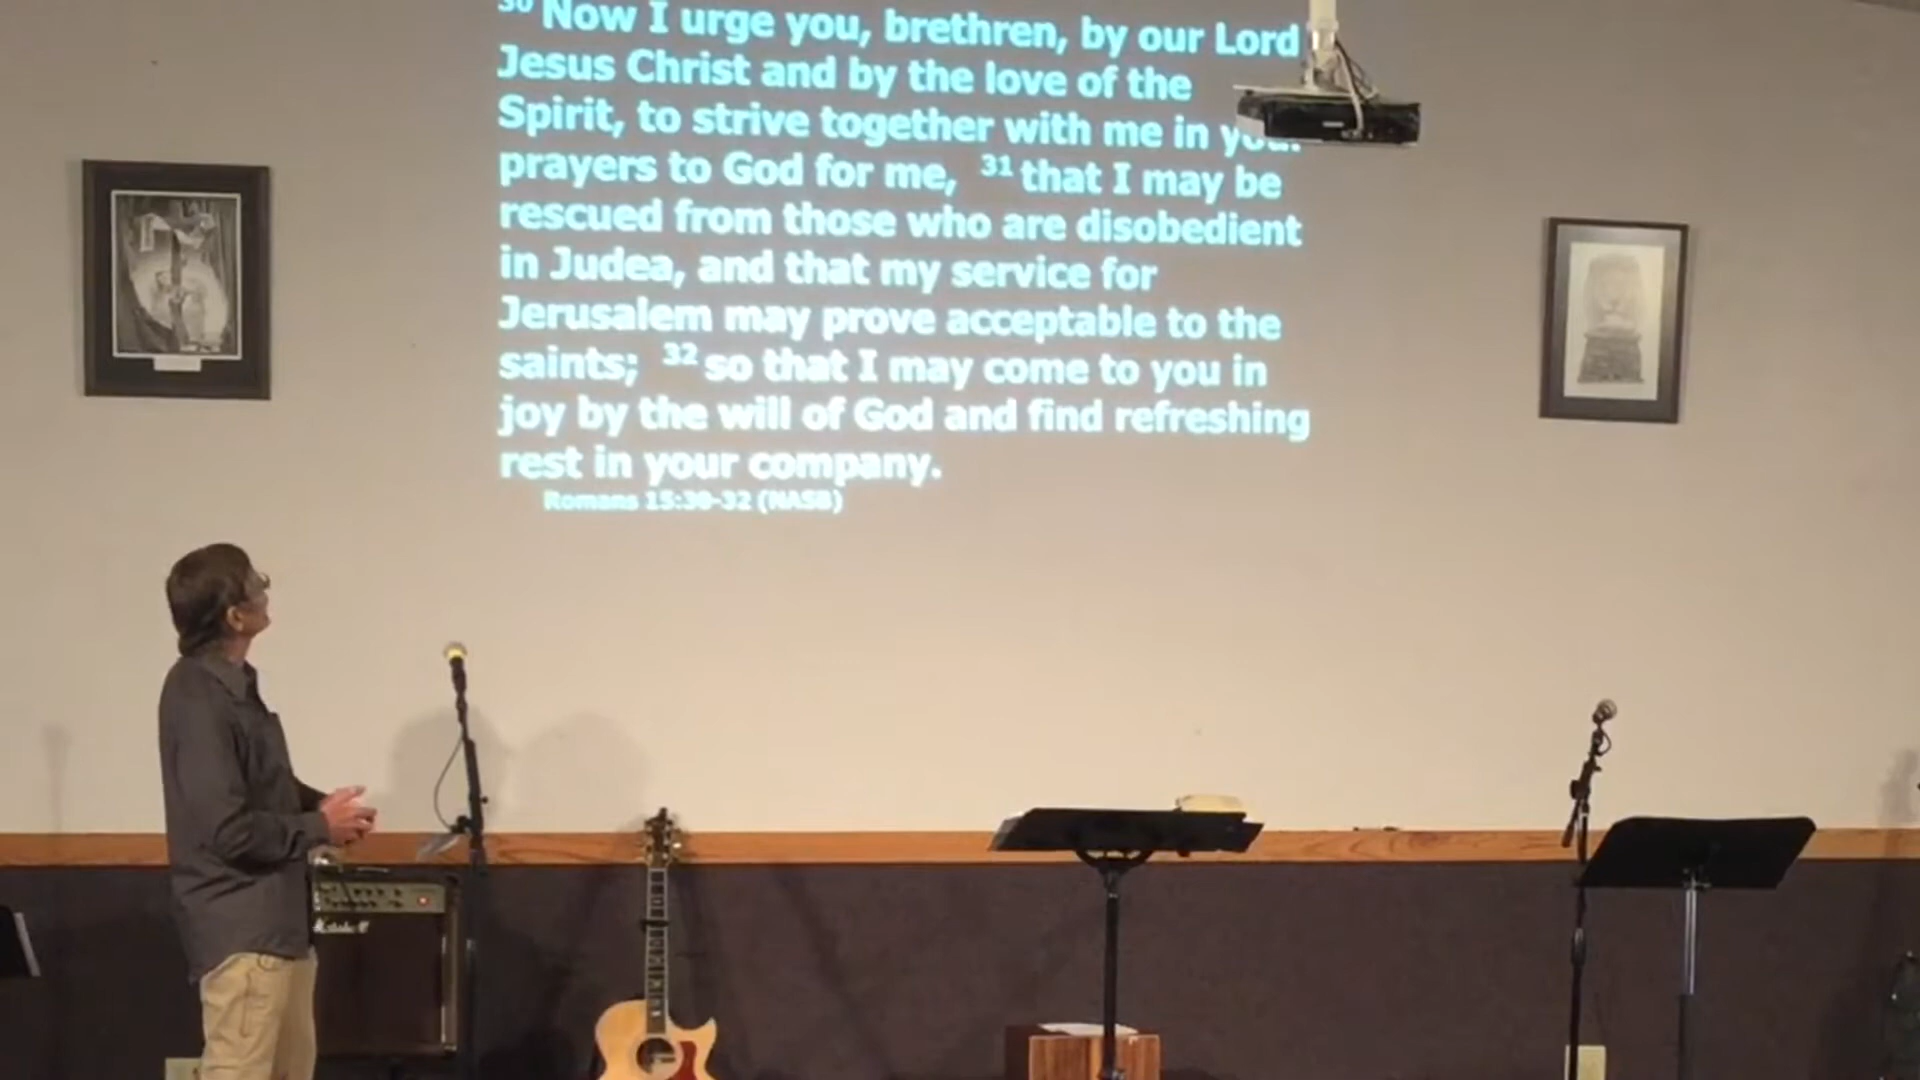 30 Now I urge you, brethren, by our Lord
Jesus Christ and by the love of the
Spirit, to strive together with me in your
prayers to God for me, 31 that I may be
rescued from those who are disobedient
in Judea, and that my service for
Jerusalem may prove acceptable to the
saints; 32 so that I may come to you in
joy by the will of God and find refreshing
rest in your company.
Romans 15:30-32 (NASB)
Marshall